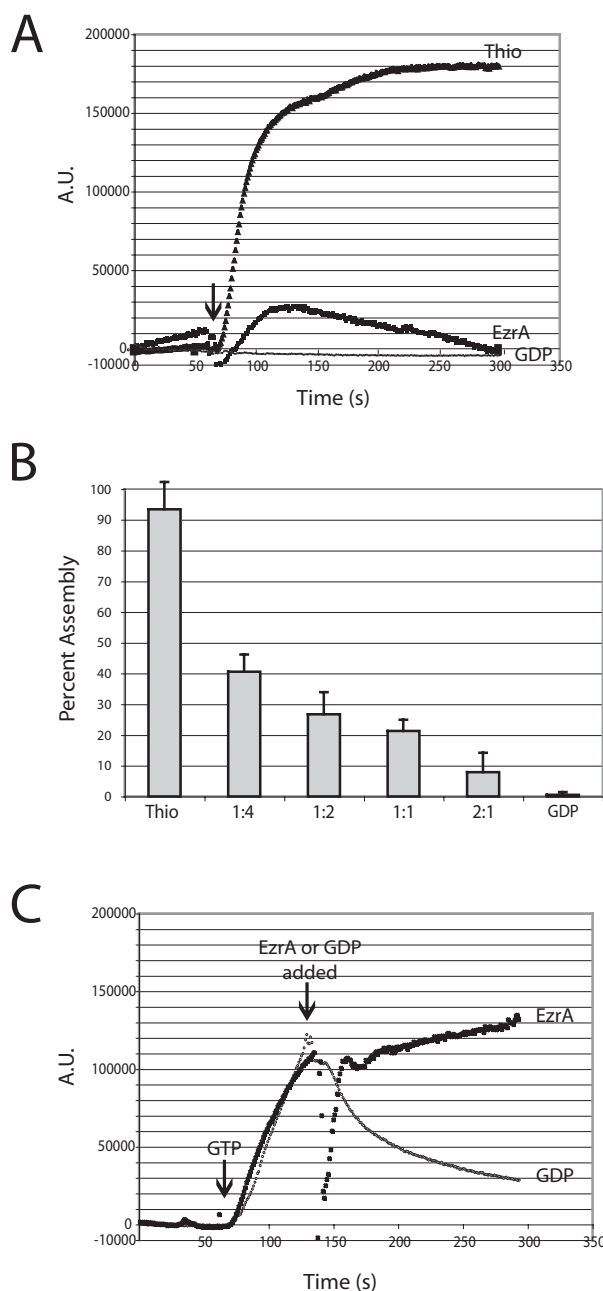 A
200000
150000
100000
50000
0
-10000
A.U.
Thio
EzrA
GDP
0 50 100 150 200 250 300 350
Time (s)
B
100
90
80
70
60
50
40
30
20
10
0
Percent Assembly
Thio 1:4 1:2 1:1 2:1 GDP
C
200000
150000
100000
50000
0
-10000
A.U.
EzrA or GDP
added
EzrA
GTP
GDP
50 100 150 200 250 300 350
Time (s)